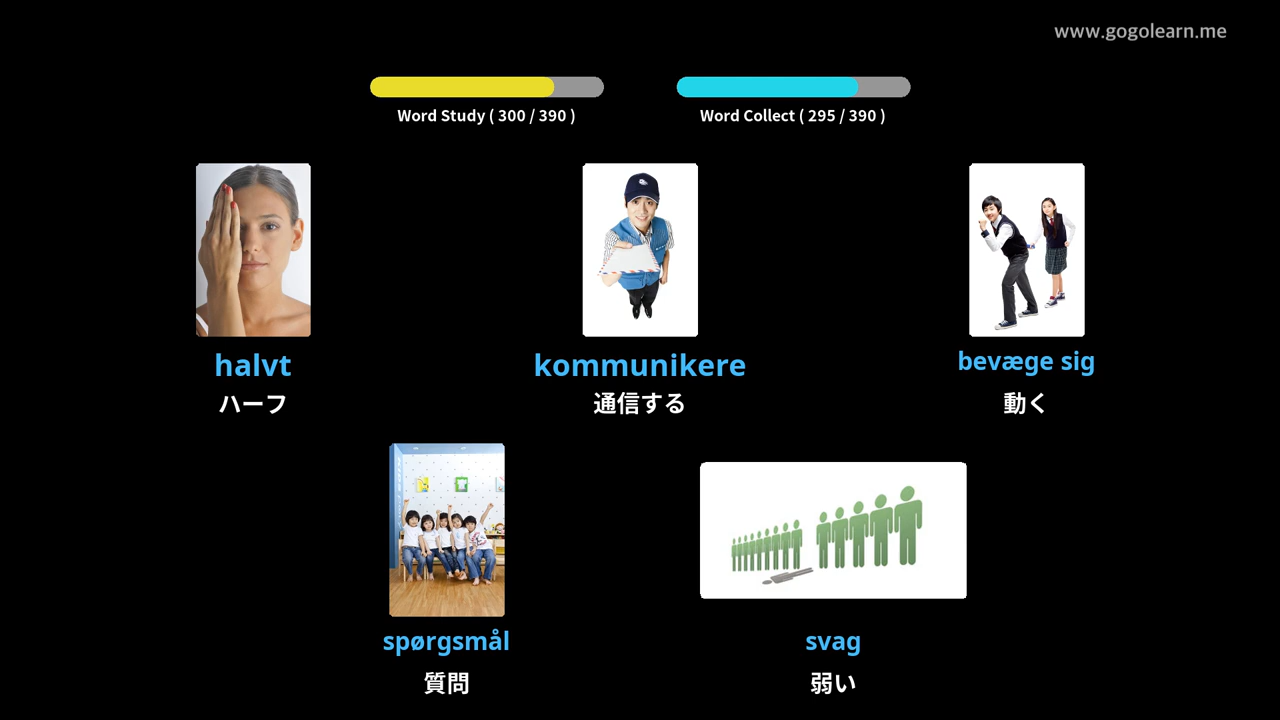 www.gogolearn.me
Word Study ( 300 / 390 )
Word Collect ( 295 / 390 )
halvt
ハーフ
kommunikere
通信する
bevæge sig
動く
spørgsmål
質問
svag
弱い